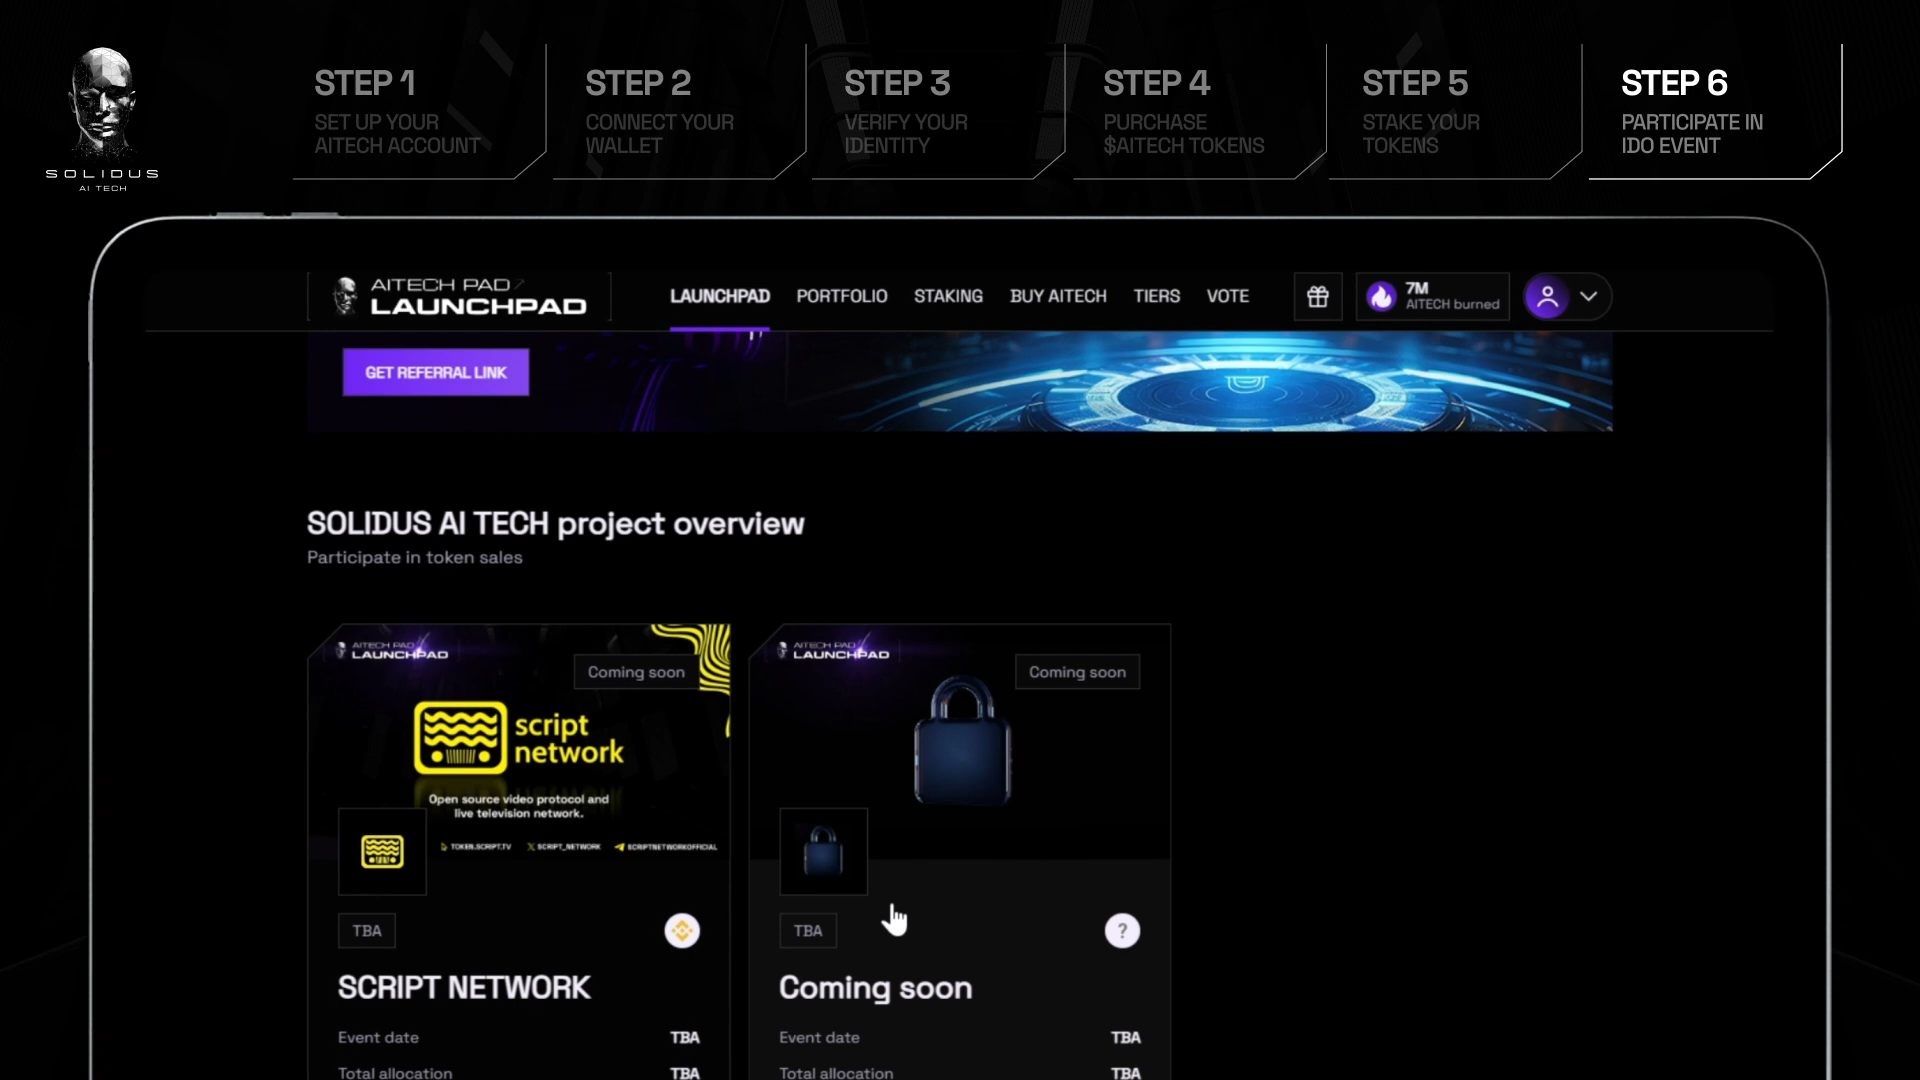 SOLIDUS
AI TECH
STEP 1
SET UP YOUR
AITECH ACCOUNT
STEP 2
CONNECT YOUR
WALLET
STEP 3
VERIFY YOUR
IDENTITY
STEP 4
PURCHASE
$AITECH TOKENS
STEP 5
STAKE YOUR
TOKENS
STEP 6
PARTICIPATE IN
IDO EVENT
AITECH PAD
LAUNCHPAD
LAUNCHPAD
PORTFOLIO
STAKING
BUY AITECH
TIERS
VOTE
7M
AITECH burned
GET REFERRAL LINK
SOLIDUS AI TECH project overview
Participate in token sales
AITECH PAD
LAUNCHPAD
Coming soon
script
network
Open source video protocol and
live television network.
TOKEN.SCRIPT.TV
SCRIPT_NETWORK
SCRIPTNETWORKOFFICIAL
TBA
SCRIPT NETWORK
Event date TBA
Total allocation TBA
AITECH PAD
LAUNCHPAD
Coming soon
TBA
?
Coming soon
Event date TBA
Total allocation TBA